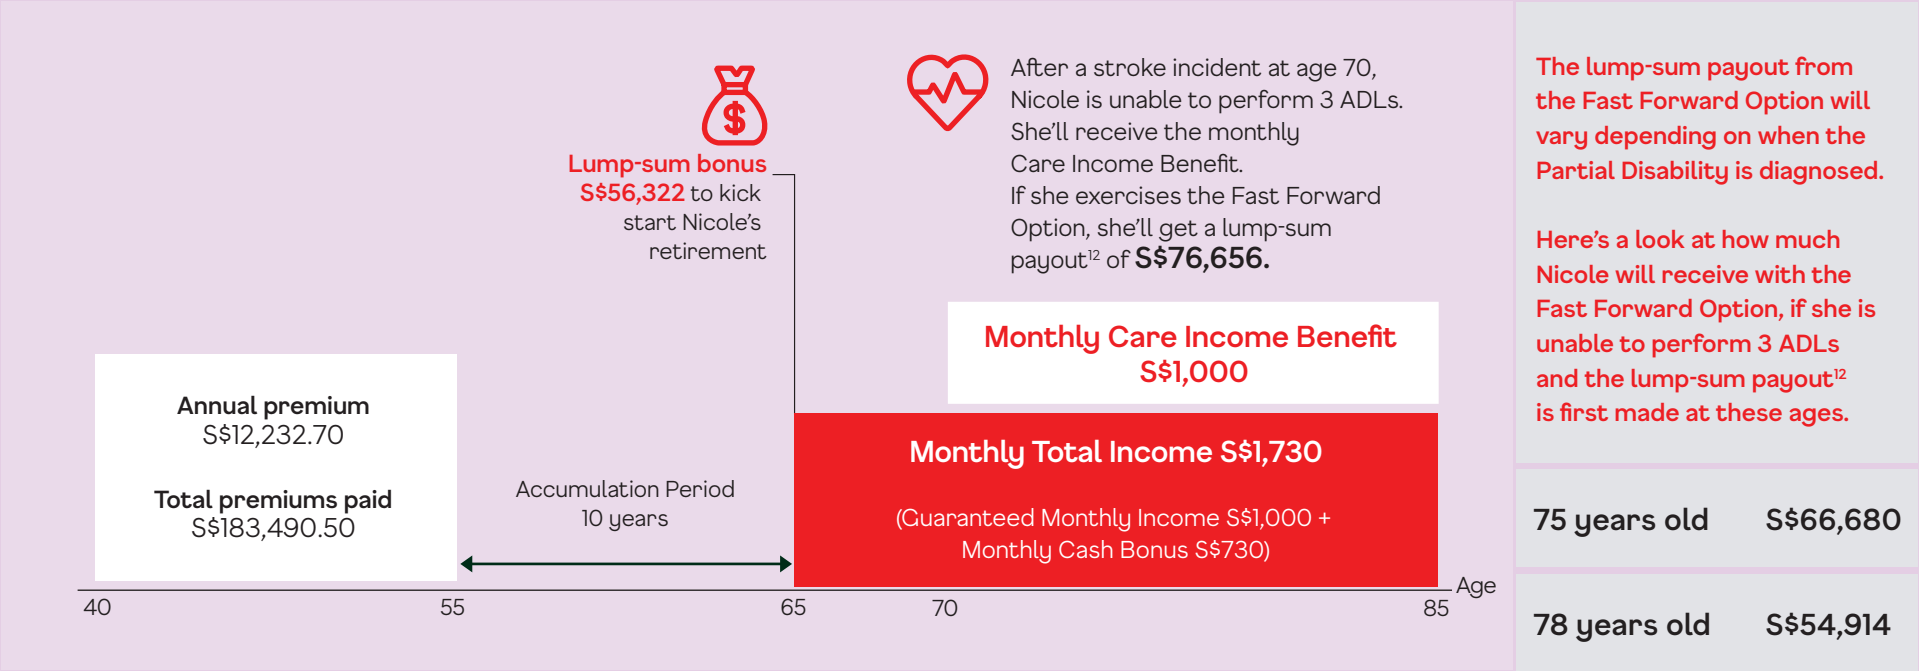 Lump-sum bonus
S$56,322 to kick
start Nicole's
retirement
After a stroke incident at age 70,
Nicole is unable to perform 3 ADLs.
She'll receive the monthly
Care Income Benefit.
If she exercises the Fast Forward
Option, she'll get a lump-sum
payout12 of S$76,656.
Monthly Care Income Benefit
S$1,000
Annual premium
S$12,232.70
Total premiums paid
S$183,490.50
Accumulation Period
10 years
Monthly Total Income S$1,730
(Guaranteed Monthly Income S$1,000 +
Monthly Cash Bonus S$730)
Age
40 55 65 70 85
The lump-sum payout from
the Fast Forward Option will
vary depending on when the
Partial Disability is diagnosed.
Here's a look at how much
Nicole will receive with the
Fast Forward Option, if she is
unable to perform 3 ADLs
and the lump-sum payout12
is first made at these ages.
75 years old S$66,680
78 years old S$54,914